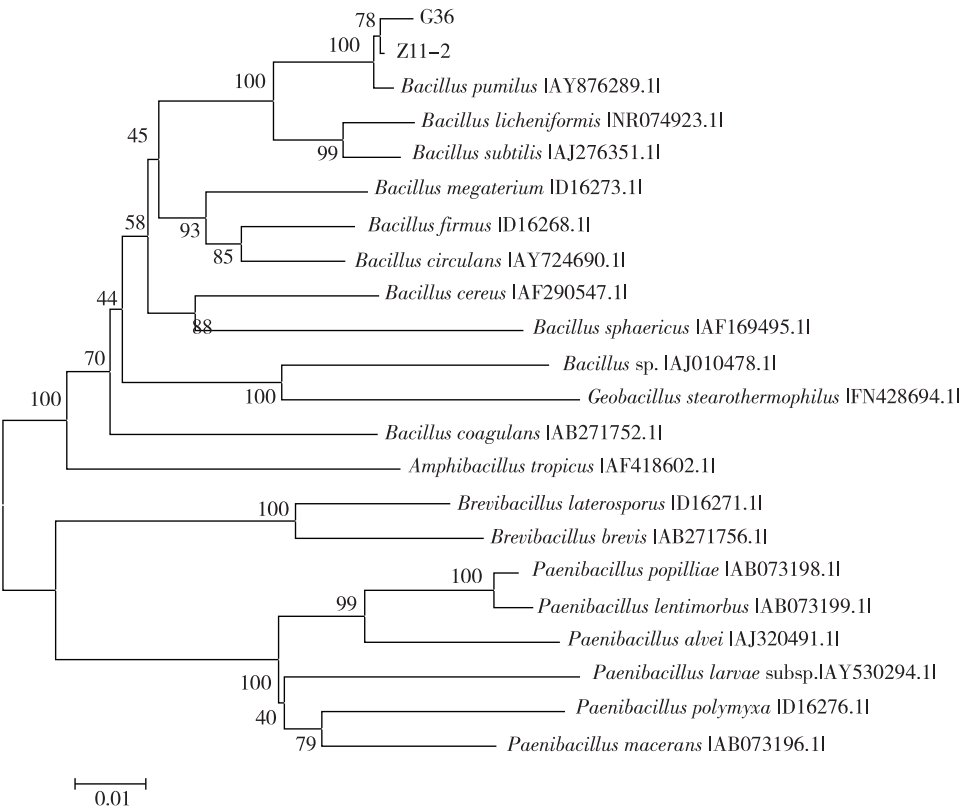 78
G36
100
Z11-2
100
Bacillus pumilus |AY876289.1|
Bacillus licheniformis |NR074923.1|
45
99
Bacillus subtilis |AJ276351.1|
Bacillus megaterium |D16273.1|
58
93
Bacillus firmus |D16268.1|
85
Bacillus circulans |AY724690.1|
44
Bacillus cereus |AF290547.1|
88
Bacillus sphaericus |AF169495.1|
70
Bacillus sp. |AJ010478.1|
100
100
Geobacillus stearothermophilus |FN428694.1|
Bacillus coagulans |AB271752.1|
Amphibacillus tropicus |AF418602.1|
100
Brevibacillus laterosporus |D16271.1|
Brevibacillus brevis |AB271756.1|
100
Paenibacillus popilliae |AB073198.1|
99
Paenibacillus lentimorbus |AB073199.1|
Paenibacillus alvei |AJ320491.1|
100
Paenibacillus larvae subsp.|AY530294.1|
40
Paenibacillus polymyxa |D16276.1|
79
Paenibacillus macerans |AB073196.1|
0.01